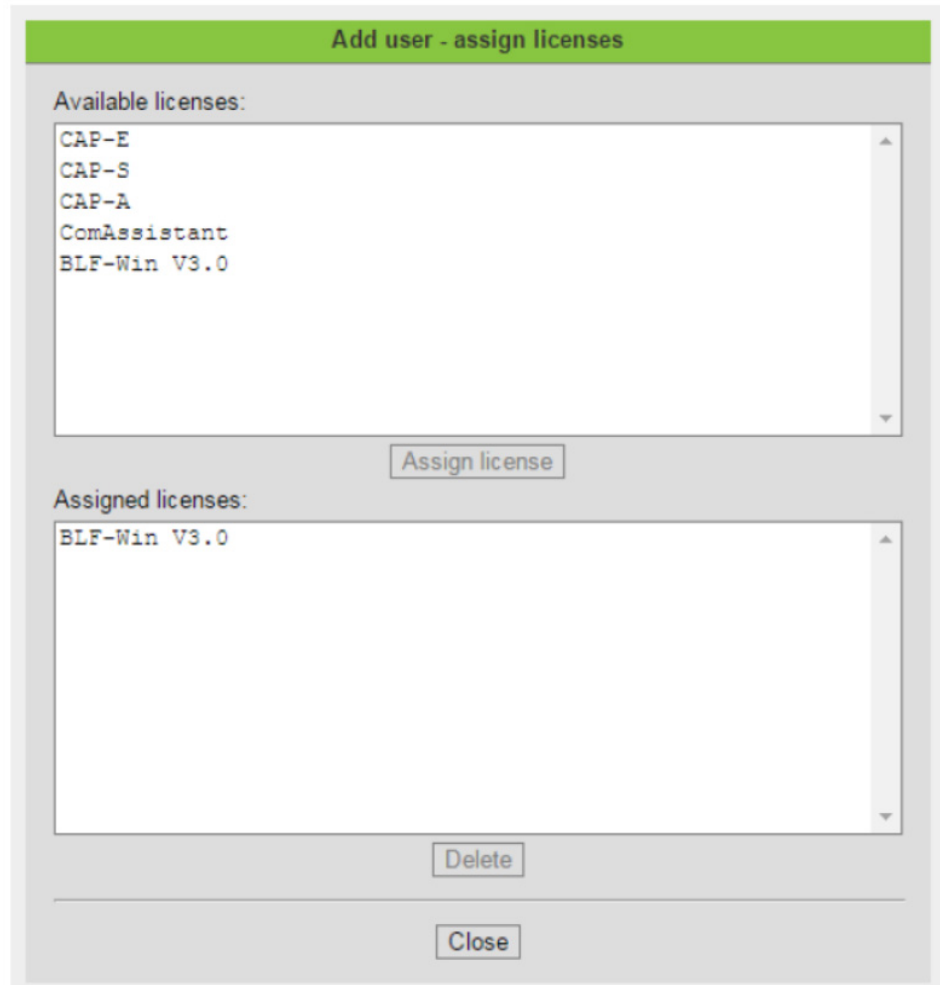 Add user - assign licenses
Available licenses:
CAP-E
CAP-S
CAP-A
ComAssistant
BLF-Win V3.0
Assign license
Assigned licenses:
BLF-Win V3.0
Delete
Close